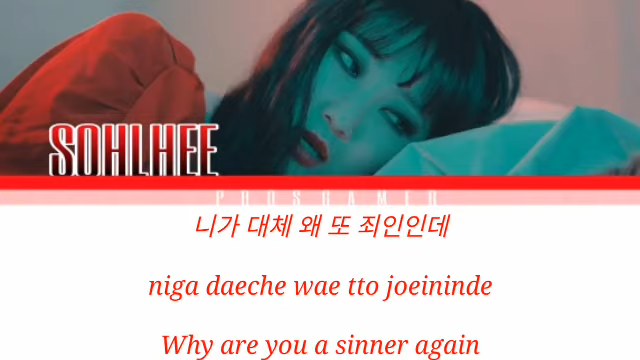 SOHLHEE
니가 대체 왜 또 죄인인데
niga daeche wae tto joeininde
Why are you a sinner again